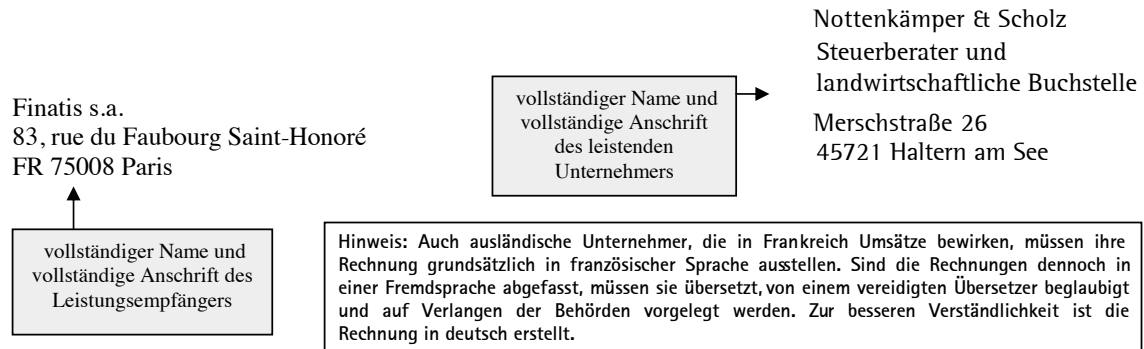 Nottenkämper & Scholz
Steuerberater und
landwirtschaftliche Buchstelle
Merschstraße 26
45721 Haltern am See
vollständiger Name und
vollständige Anschrift
des leistenden
Unternehmers
Finatis s.a.
83, rue du Faubourg Saint-Honoré
FR 75008 Paris
vollständiger Name und
vollständige Anschrift des
Leistungsempfängers
Hinweis: Auch ausländische Unternehmer, die in Frankreich Umsätze bewirken, müssen ihre
Rechnung grundsätzlich in französischer Sprache ausstellen. Sind die Rechnungen dennoch in
einer Fremdsprache abgefasst, müssen sie übersetzt, von einem vereidigten Übersetzer beglaubigt
und auf Verlangen der Behörden vorgelegt werden. Zur besseren Verständlichkeit ist die
Rechnung in deutsch erstellt.